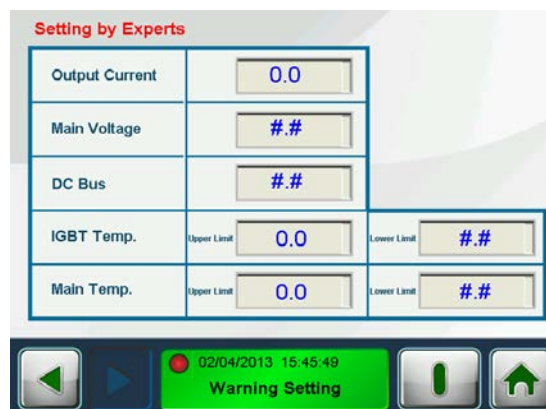 Setting by Experts
Output Current 0.0
Main Voltage #.#
DC Bus #.#
IGBT Temp. Upper Limit 0.0 Lower Limit #.#
Main Temp. Upper Limit 0.0 Lower Limit #.#
02/04/2013 15:45:49
Warning Setting